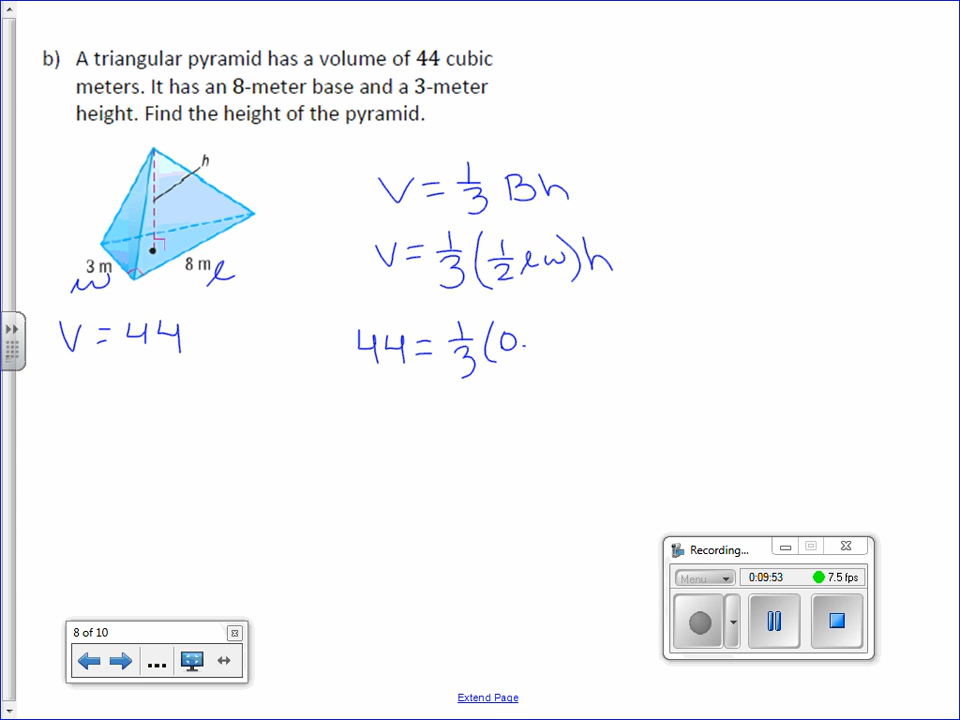 b) A triangular pyramid has a volume of 44 cubic
meters. It has an 8-meter base and a 3-meter
height. Find the height of the pyramid.
h
3 m
8 m
w
l
V = 44
V = 1/3 Bh
V = 1/3 (1/2 lw)h
44 = 1/3 (0.
Recording...
Menu
0:09:53
7.5 fps
8 of 10
...
Extend Page